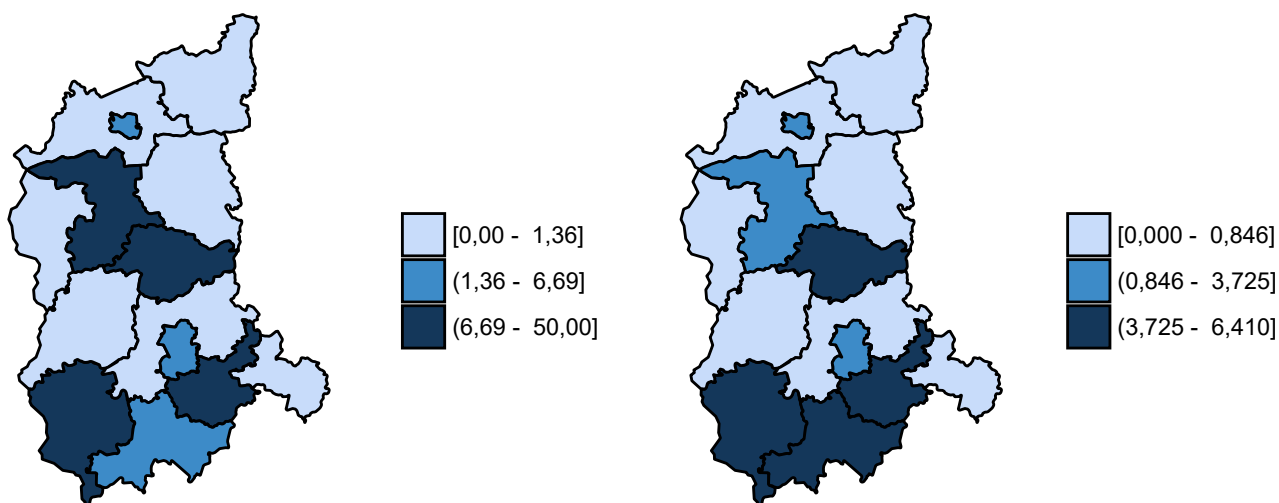 [0,00 - 1,36]
(1,36 - 6,69]
(6,69 - 50,00]
[0,000 - 0,846]
(0,846 - 3,725]
(3,725 - 6,410]